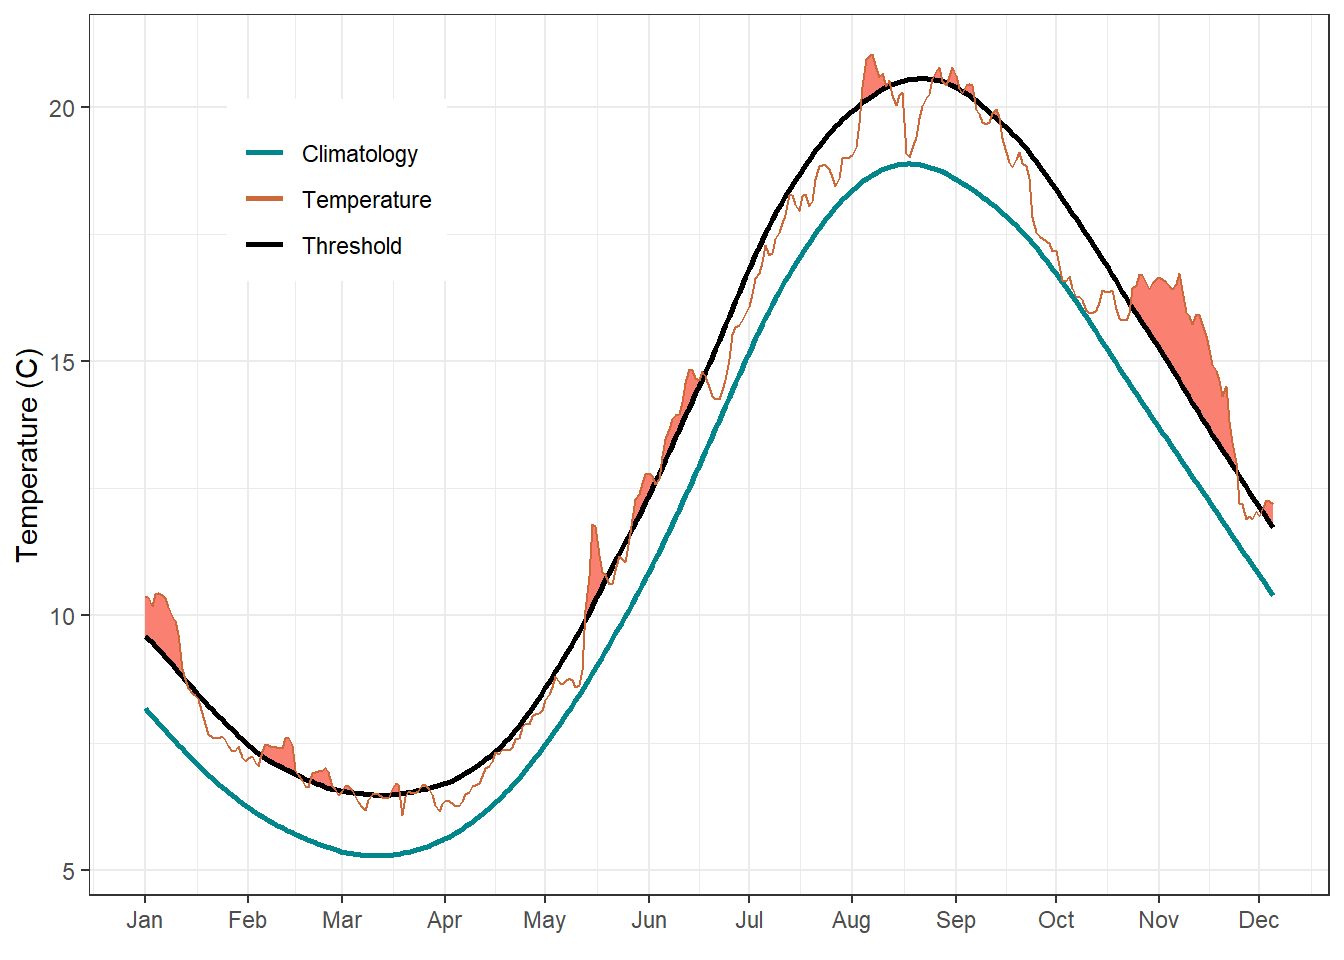 20
15
10
5
Temperature (C)
Climatology
Temperature
Threshold
Jan Feb Mar Apr May Jun Jul Aug Sep Oct Nov Dec